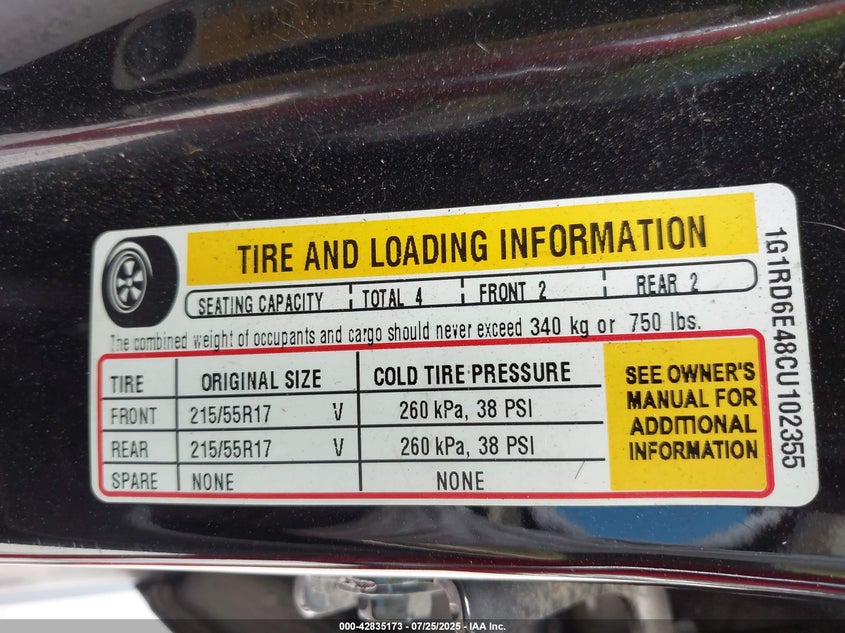 TIRE AND LOADING INFORMATION
SEATING CAPACITY TOTAL 4 FRONT 2 REAR 2
The combined weight of occupants and cargo should never exceed 340 kg or 750 lbs.
TIRE ORIGINAL SIZE COLD TIRE PRESSURE
FRONT 215/55R17 V 260 kPa, 38 PSI
REAR 215/55R17 V 260 kPa, 38 PSI
SPARE NONE NONE
SEE OWNER'S
MANUAL FOR
ADDITIONAL
INFORMATION
1G1RD6E48CU102355
000-42835173 - 07/25/2025 - IAA Inc.